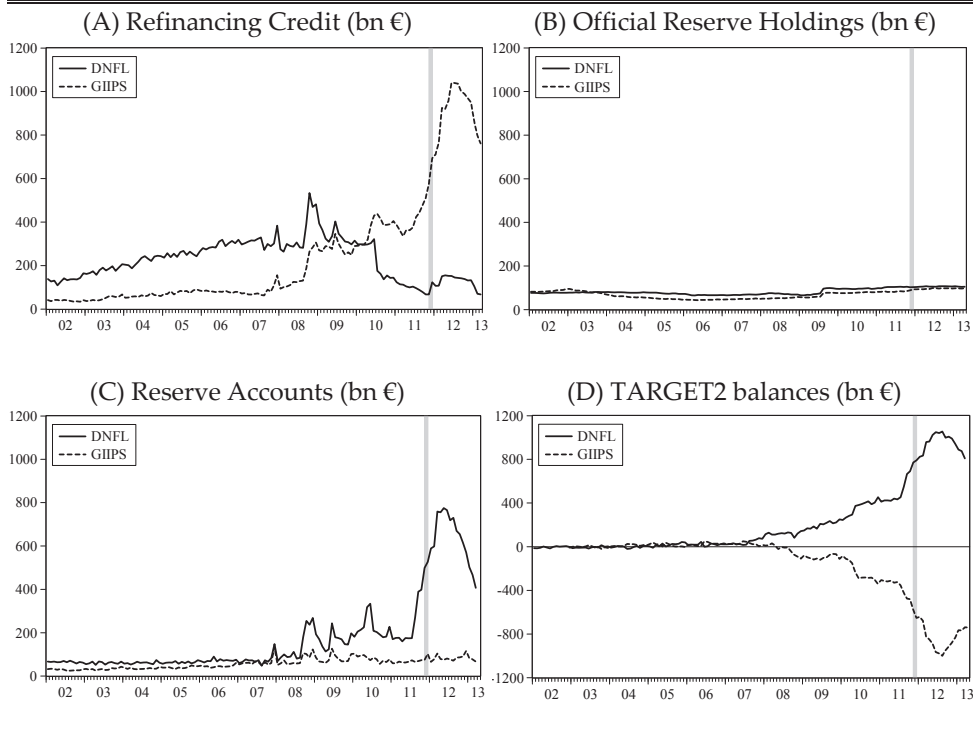 (A) Refinancing Credit (bn €)
1200
1000
800
600
400
200
0
DNFL
GIIPS
02 03 04 05 06 07 08 09 10 11 12 13
(B) Official Reserve Holdings (bn €)
1200
1000
800
600
400
200
0
DNFL
GIIPS
02 03 04 05 06 07 08 09 10 11 12 13
(C) Reserve Accounts (bn €)
1200
1000
800
600
400
200
0
DNFL
GIIPS
02 03 04 05 06 07 08 09 10 11 12 13
(D) TARGET2 balances (bn €)
1200
800
400
0
-400
-800
-1200
DNFL
GIIPS
02 03 04 05 06 07 08 09 10 11 12 13